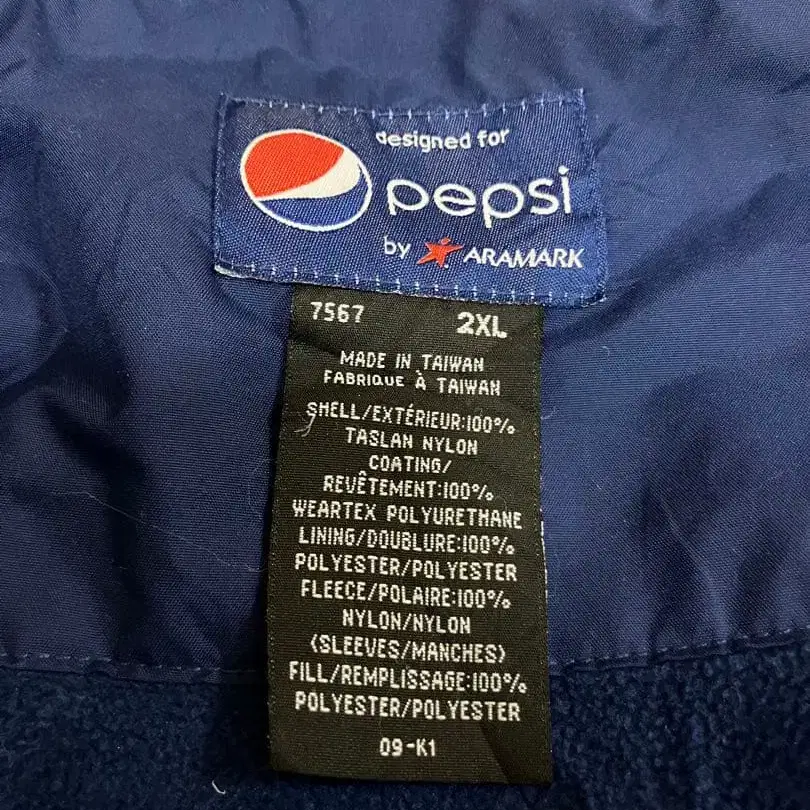 designed for
pepsi
by ARAMARK
7567 2XL
MADE IN TAIWAN
FABRIQUE À TAIWAN
SHELL/EXTÉRIEUR:100%
TASLAN NYLON
COATING/
REVÊTEMENT:100%
WEARTEX POLYURETHANE
LINING/DOUBLURE:100%
POLYESTER/POLYESTER
FLEECE/POLAIRE:100%
NYLON/NYLON
(SLEEVES/MANCHES)
FILL/REMPLISSAGE:100%
POLYESTER/POLYESTER
09-K1